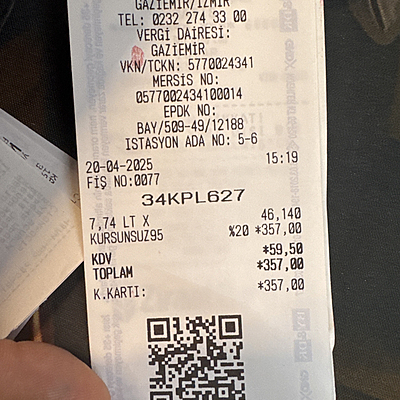 GAZİEMİR/İZMİR
TEL: 0232 274 33 00
VERGİ DAİRESİ:
GAZİEMİR
VKN/TCKN: 5770024341
MERSİS NO:
0577002434100014
EPDK NO:
BAY/509-49/12188
İSTASYON ADA NO: 5-6
20-04-2025 15:19
FİŞ NO:0077
34KPL627
7,74 LT X 46,140
KURSUNSUZ95 %20 *357,00
KDV *59,50
TOPLAM *357,00
K.KARTI: *357,00